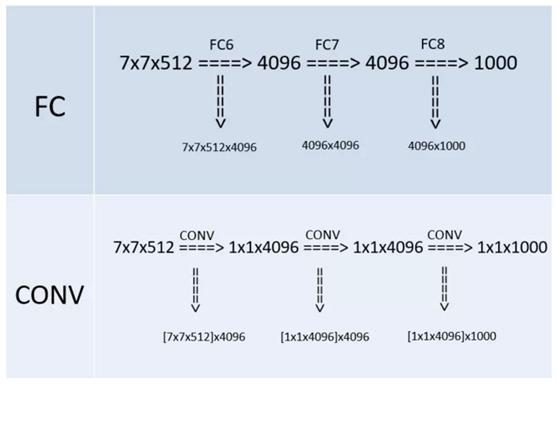 FC
FC6 FC7 FC8
7x7x512 ====> 4096 ====> 4096 ====> 1000
7x7x512x4096 4096x4096 4096x1000
CONV
CONV CONV CONV
7x7x512 ====> 1x1x4096 ====> 1x1x4096 ====> 1x1x1000
[7x7x512]x4096 [1x1x4096]x4096 [1x1x4096]x1000